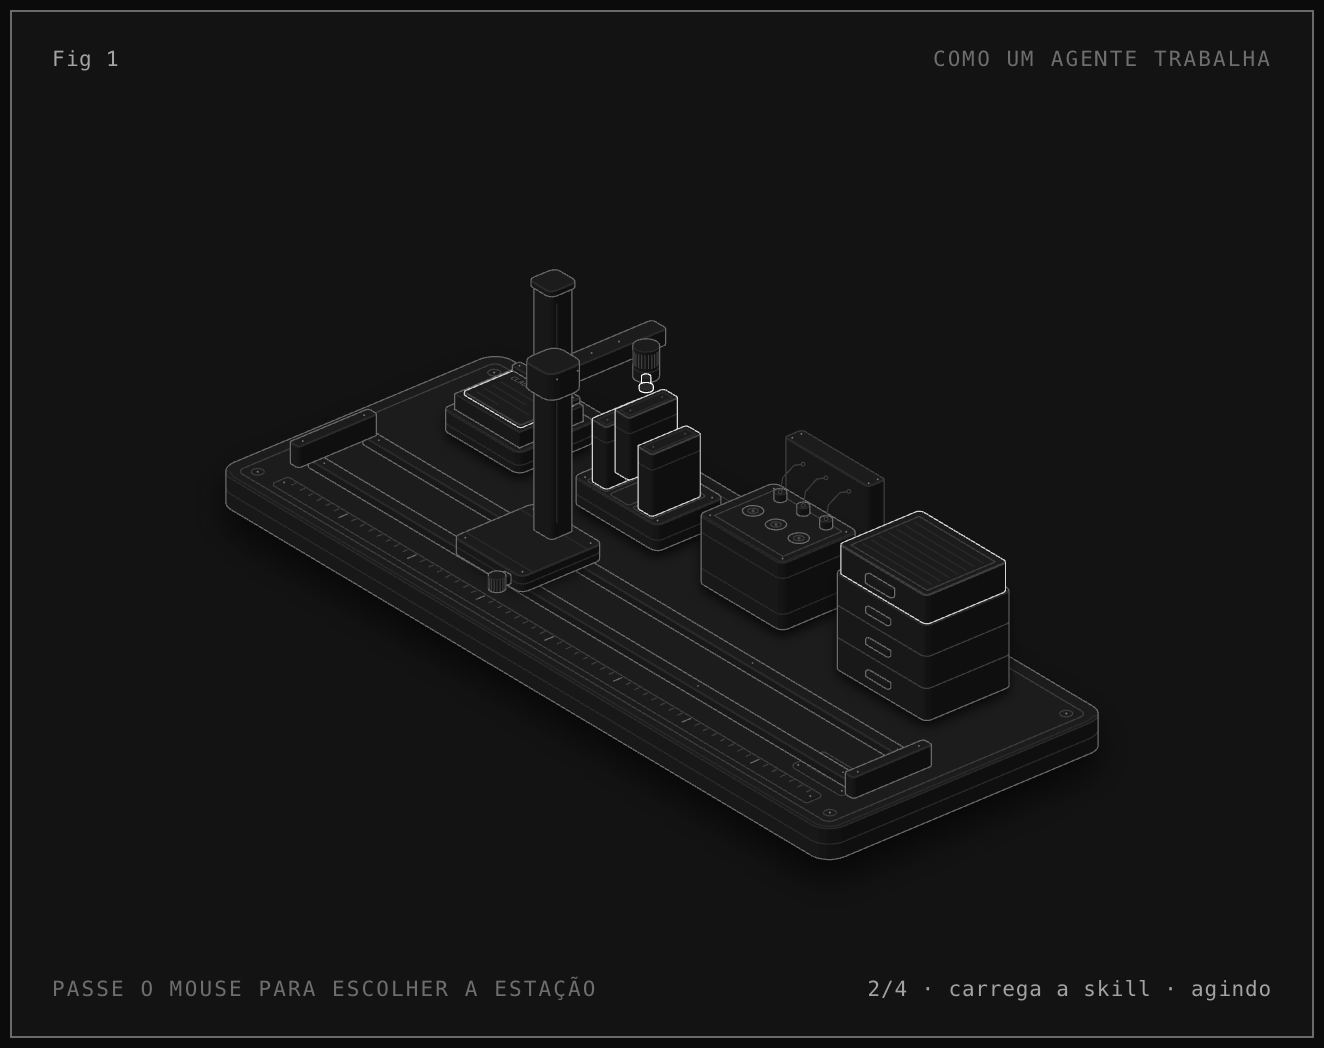 Fig 1
COMO UM AGENTE TRABALHA
PASSE O MOUSE PARA ESCOLHER A ESTAÇÃO
2/4 · carrega a skill · agindo